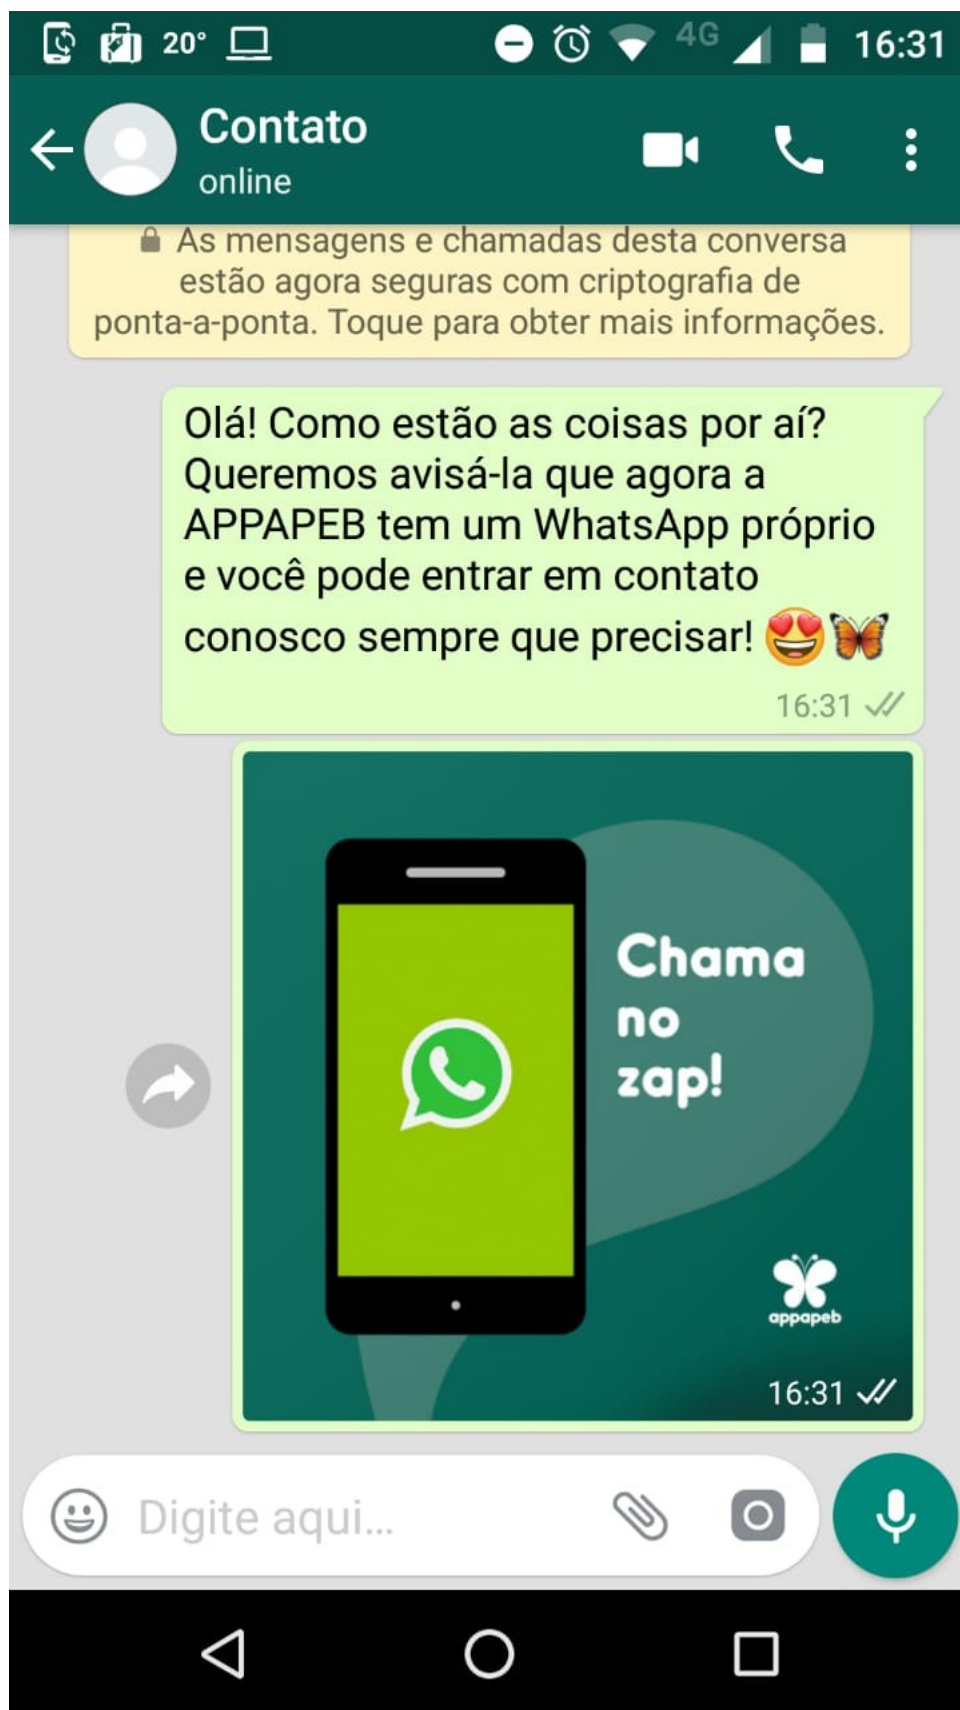 20°
4G
16:31
Contato
online
As mensagens e chamadas desta conversa
estão agora seguras com criptografia de
ponta-a-ponta. Toque para obter mais informações.
Olá! Como estão as coisas por aí?
Queremos avisá-la que agora a
APPAPEB tem um WhatsApp próprio
e você pode entrar em contato
conosco sempre que precisar! 😍🦋
16:31
Chama
no
zap!
appapeb
16:31
Digite aqui...